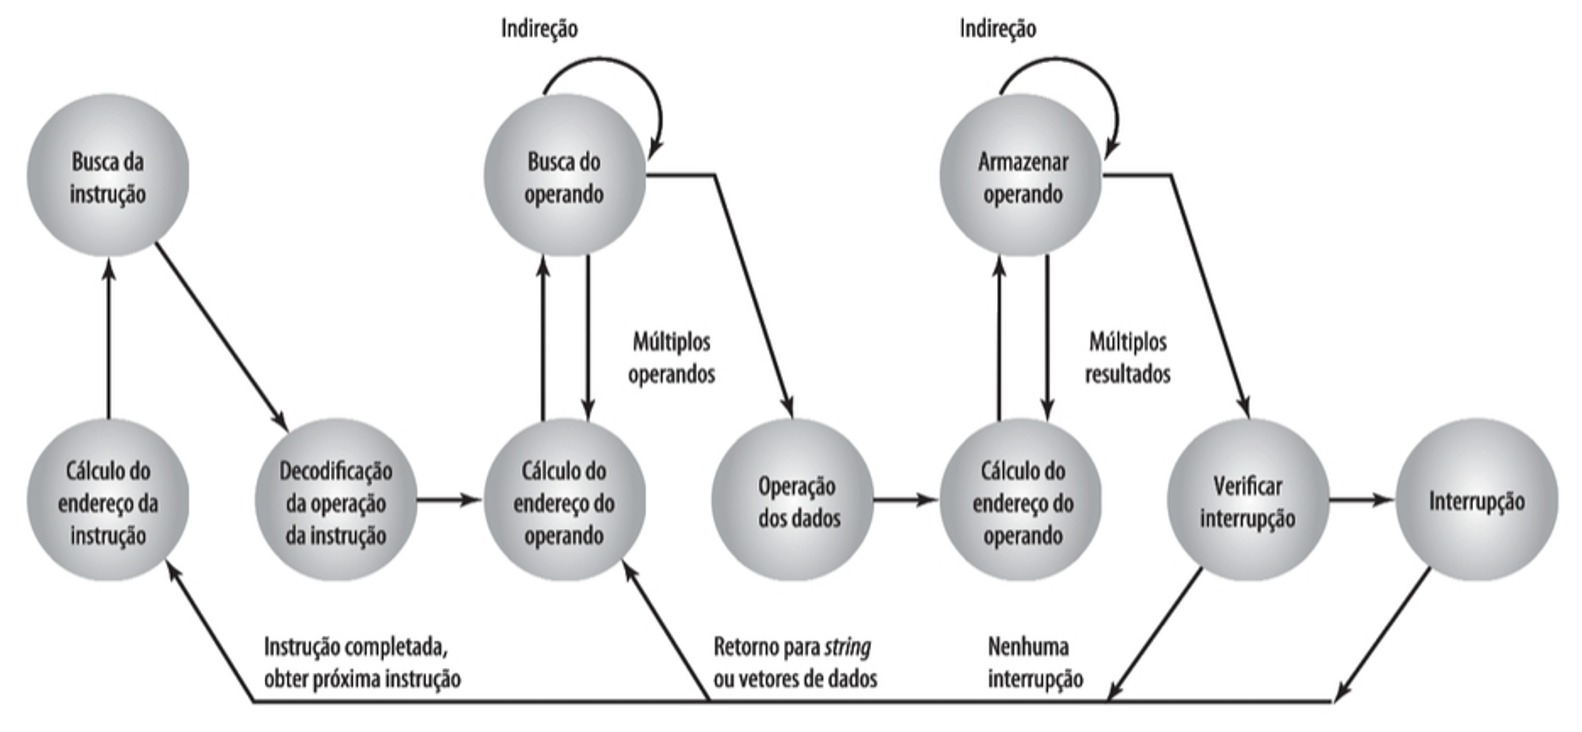 Indireção
Indireção
Busca da
instrução
Busca do
operando
Armazenar
operando
Múltiplos
operandos
Múltiplos
resultados
Cálculo do
endereço da
instrução
Decodificação
da operação
da instrução
Cálculo do
endereço do
operando
Operação
dos dados
Cálculo do
endereço do
operando
Verificar
interrupção
Interrupção
Instrução completada,
obter próxima instrução
Retorno para string
ou vetores de dados
Nenhuma
interrupção